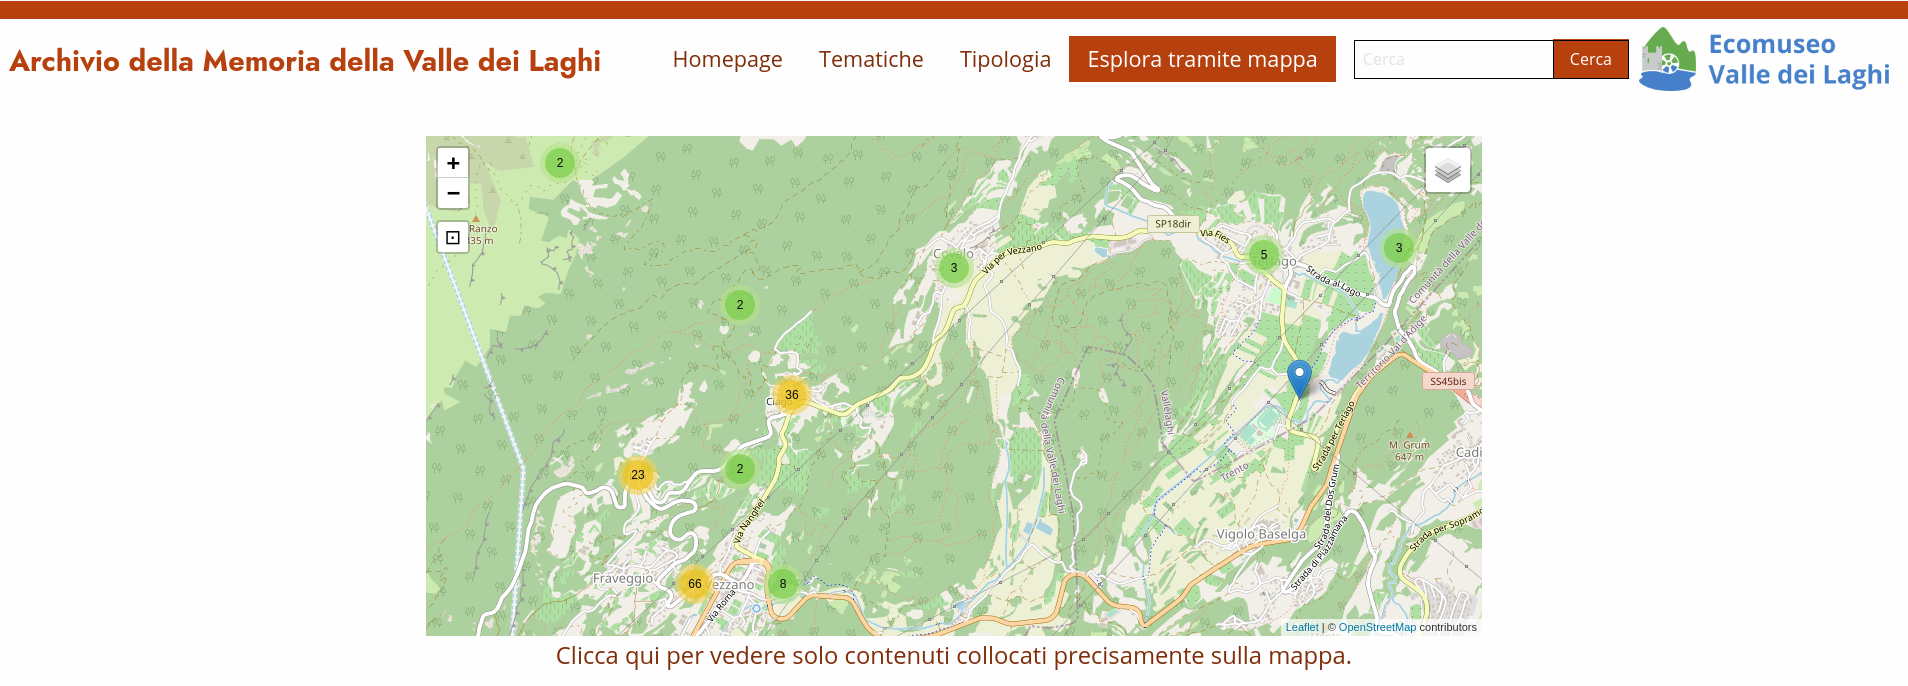 Archivio della Memoria della Valle dei Laghi
Homepage
Tematiche
Tipologia
Esplora tramite mappa
Cerca
Cerca
Ecomuseo
Valle dei Laghi
+
−
2
Ranzo
35 m
SP18dir
Via Fies
5
3
Covelo
3
Via per Vezzano
Strada al Lago
Comunità della Valle d
2
Territorio Val d'Adige
36
SS45bis
Comunità della Valle dei Laghi
Vallelaghi
Strada per Terlago
M. Grum
647 m
Cadi
23
2
Trento
Via Nanghel
Strada del Dos Grum
Strada di Piazzamana
Strada per Sopramo
Vigolo Baselga
Fraveggio
66
ezzano
8
Via Roma
Leaflet | © OpenStreetMap contributors
Clicca qui per vedere solo contenuti collocati precisamente sulla mappa.